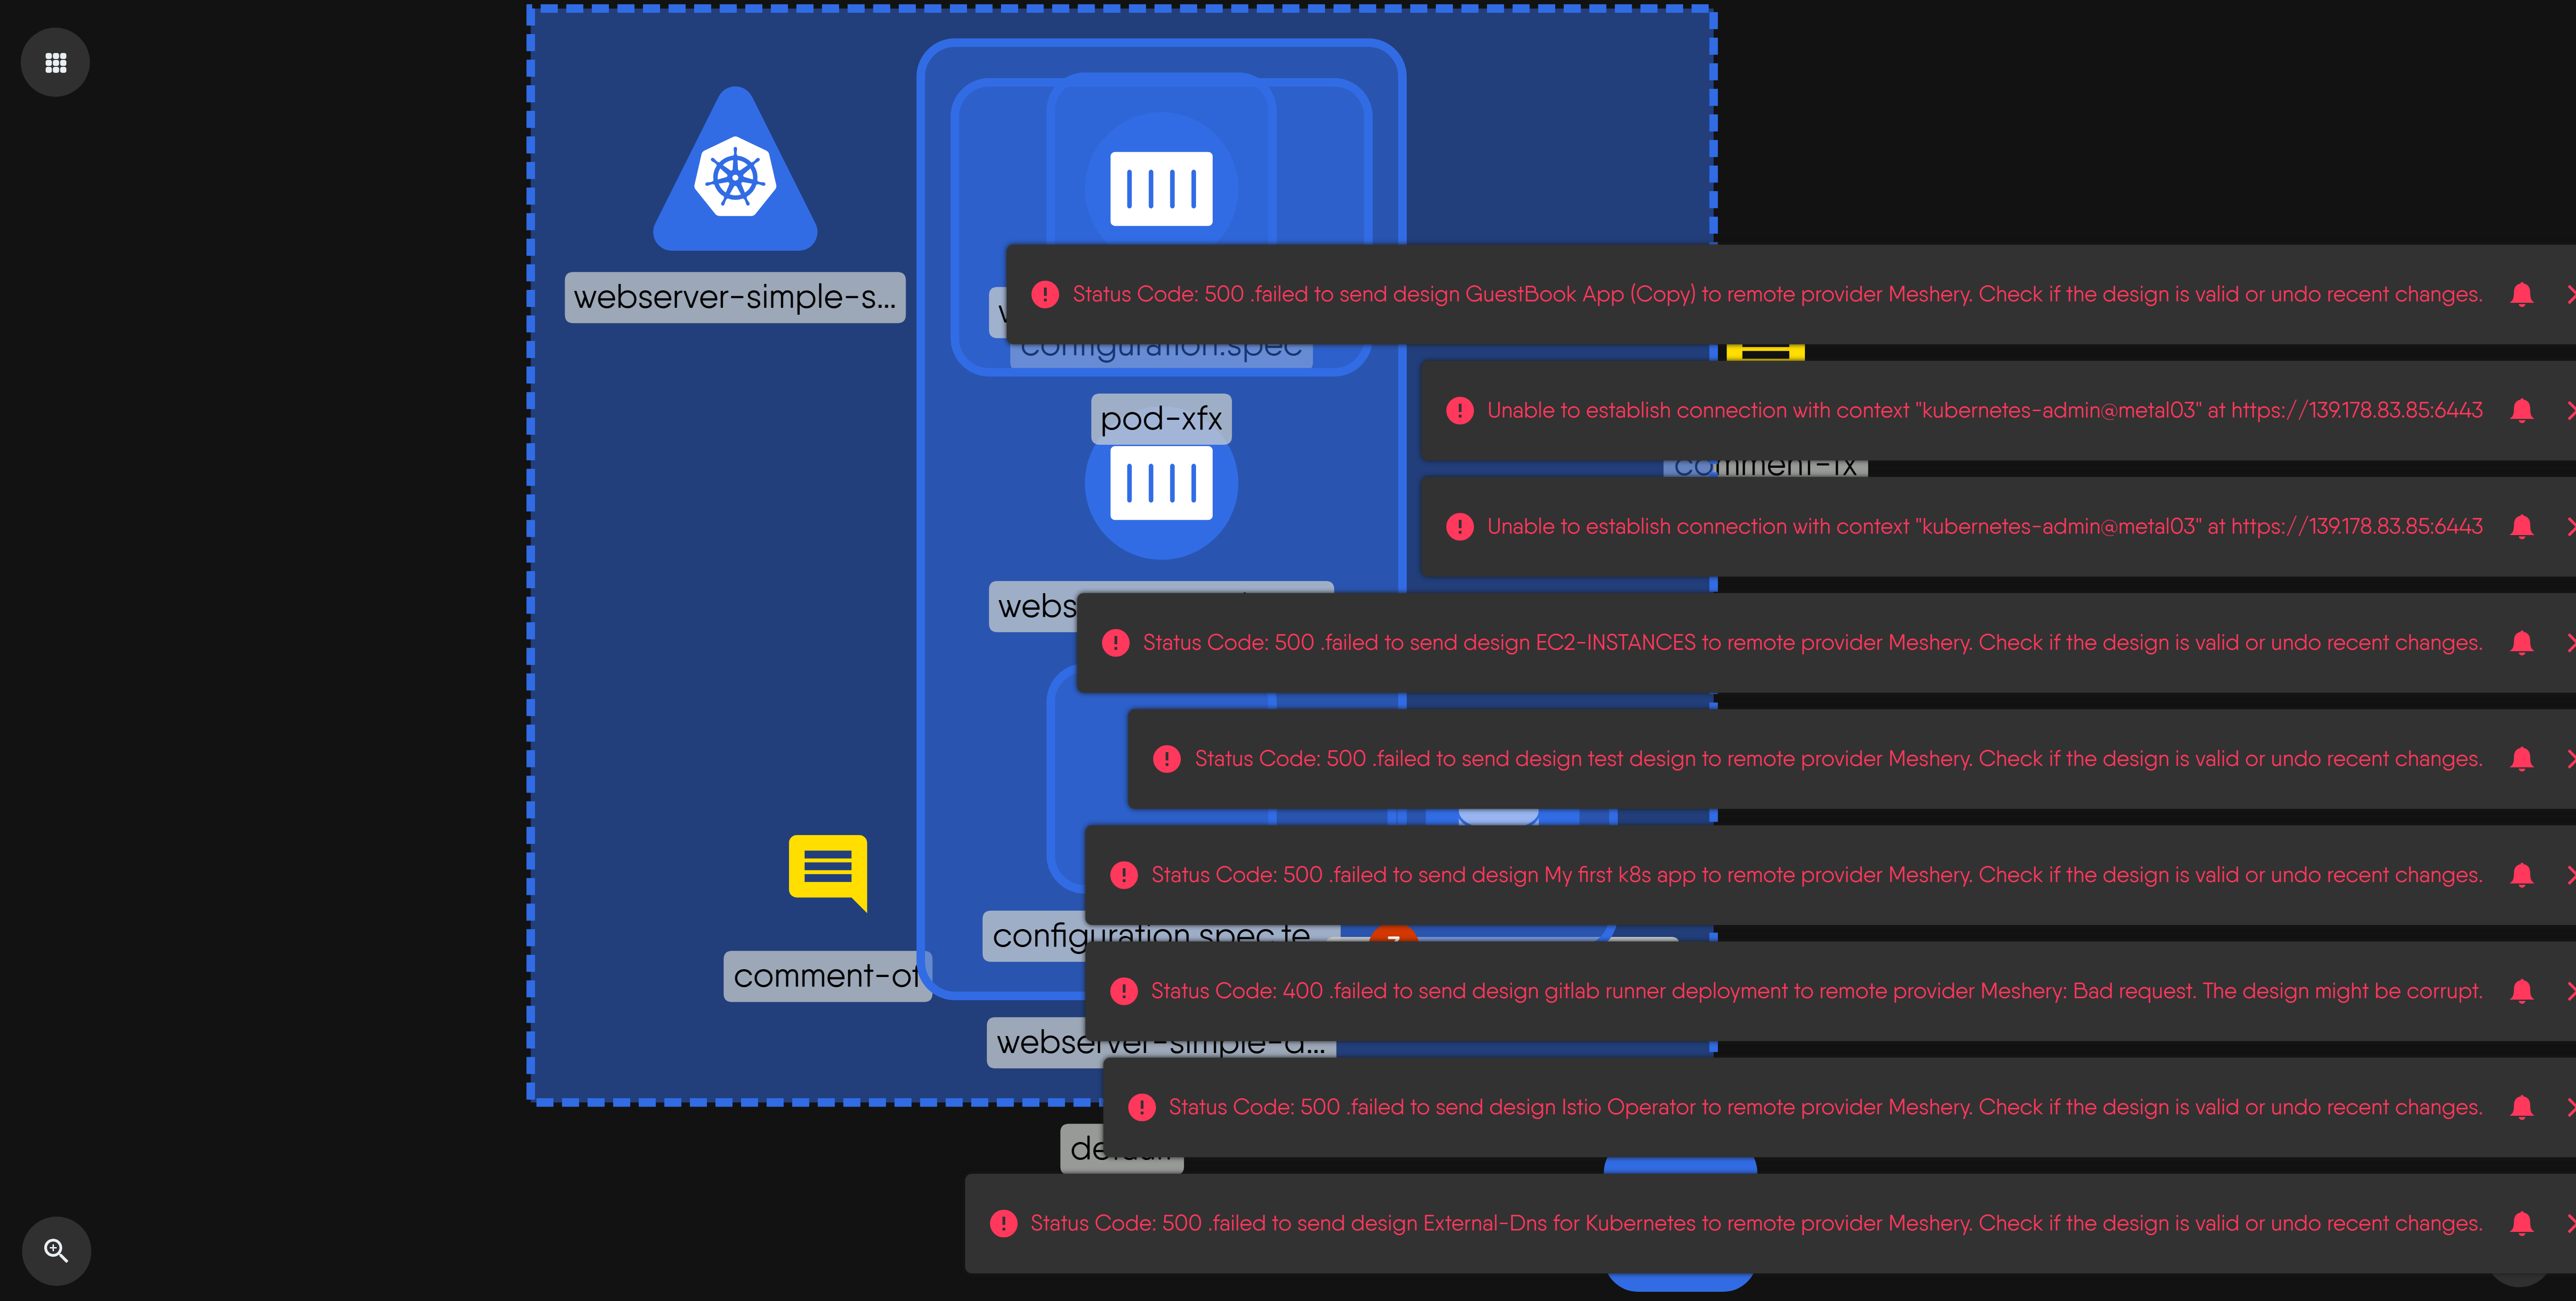 webserver-simple-s...
Status Code: 500 .failed to send design GuestBook App (Copy) to remote provider Meshery. Check if the design is valid or undo recent changes.
configuration.spec
Unable to establish connection with context "kubernetes-admin@metal03" at https://139.178.83.85:6443
pod-xfx
Unable to establish connection with context "kubernetes-admin@metal03" at https://139.178.83.85:6443
webs
Status Code: 500 .failed to send design EC2-INSTANCES to remote provider Meshery. Check if the design is valid or undo recent changes.
Status Code: 500 .failed to send design test design to remote provider Meshery. Check if the design is valid or undo recent changes.
Status Code: 500 .failed to send design My first k8s app to remote provider Meshery. Check if the design is valid or undo recent changes.
configuration.spec.te...
comment-of
Status Code: 400 .failed to send design gitlab runner deployment to remote provider Meshery: Bad request. The design might be corrupt.
webserver-simple-d...
Status Code: 500 .failed to send design Istio Operator to remote provider Meshery. Check if the design is valid or undo recent changes.
default
Status Code: 500 .failed to send design External-Dns for Kubernetes to remote provider Meshery. Check if the design is valid or undo recent changes.